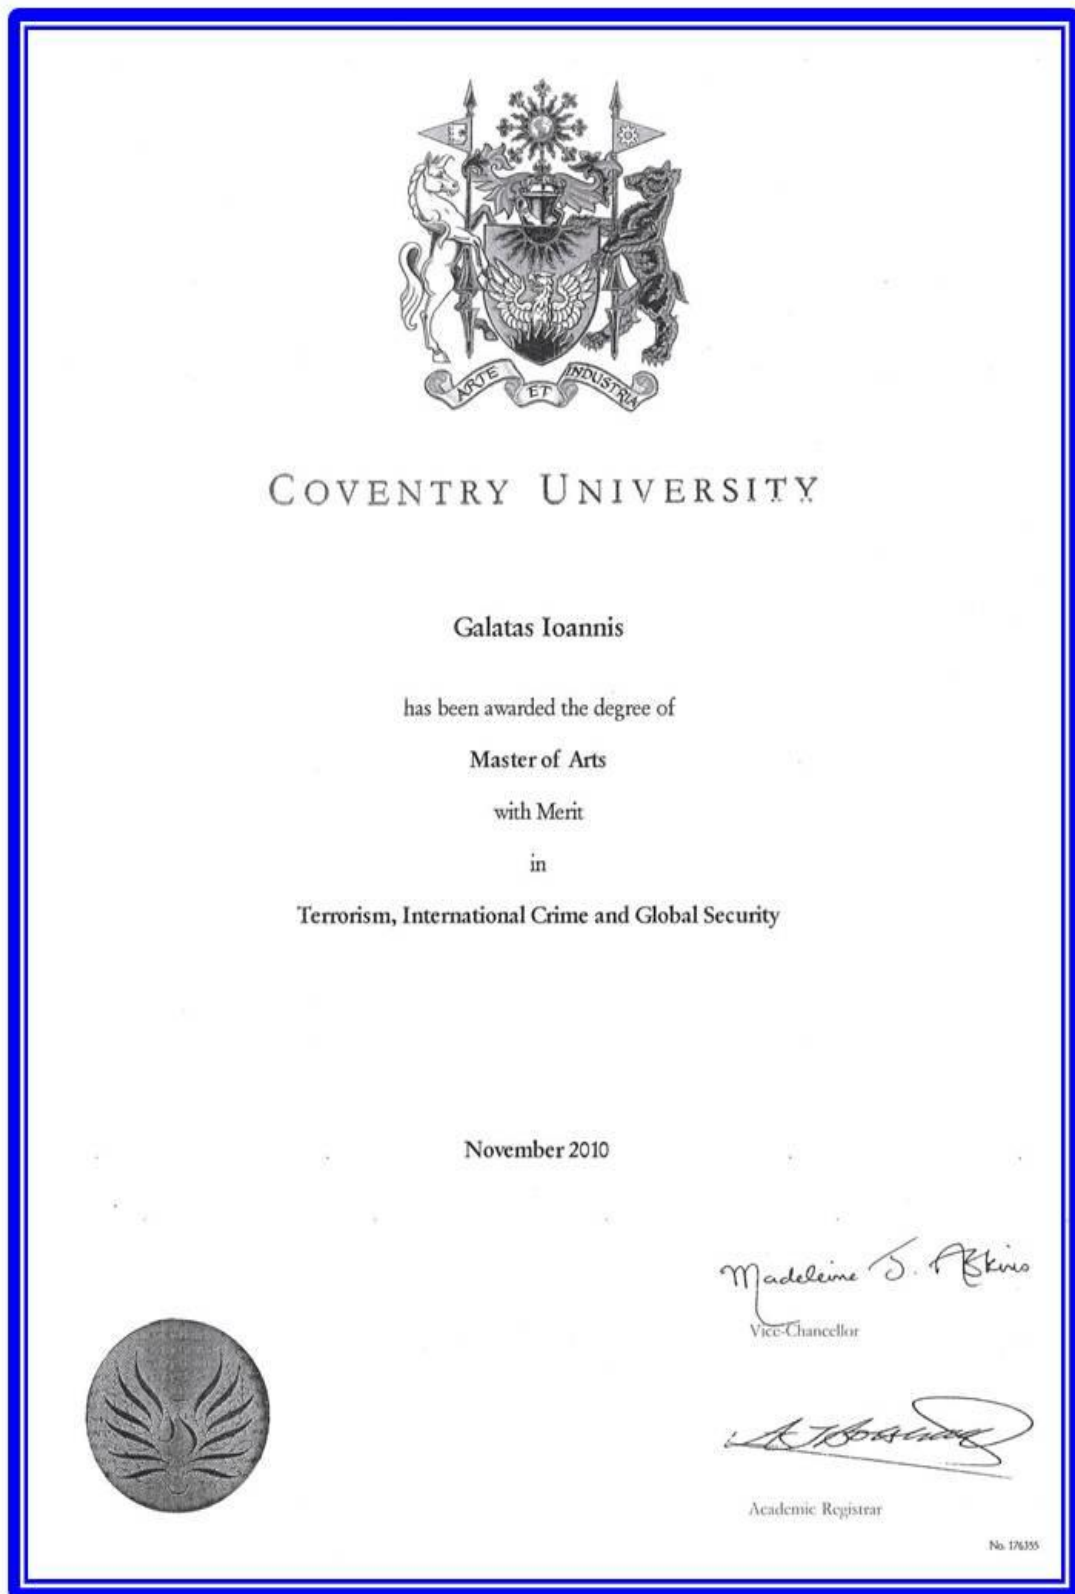 ARTE ET INDUSTRIA
COVENTRY UNIVERSITY
Galatas Ioannis
has been awarded the degree of
Master of Arts
with Merit
in
Terrorism, International Crime and Global Security
November 2010
Madeleine J. Atkins
Vice-Chancellor
Academic Registrar
No. 176355